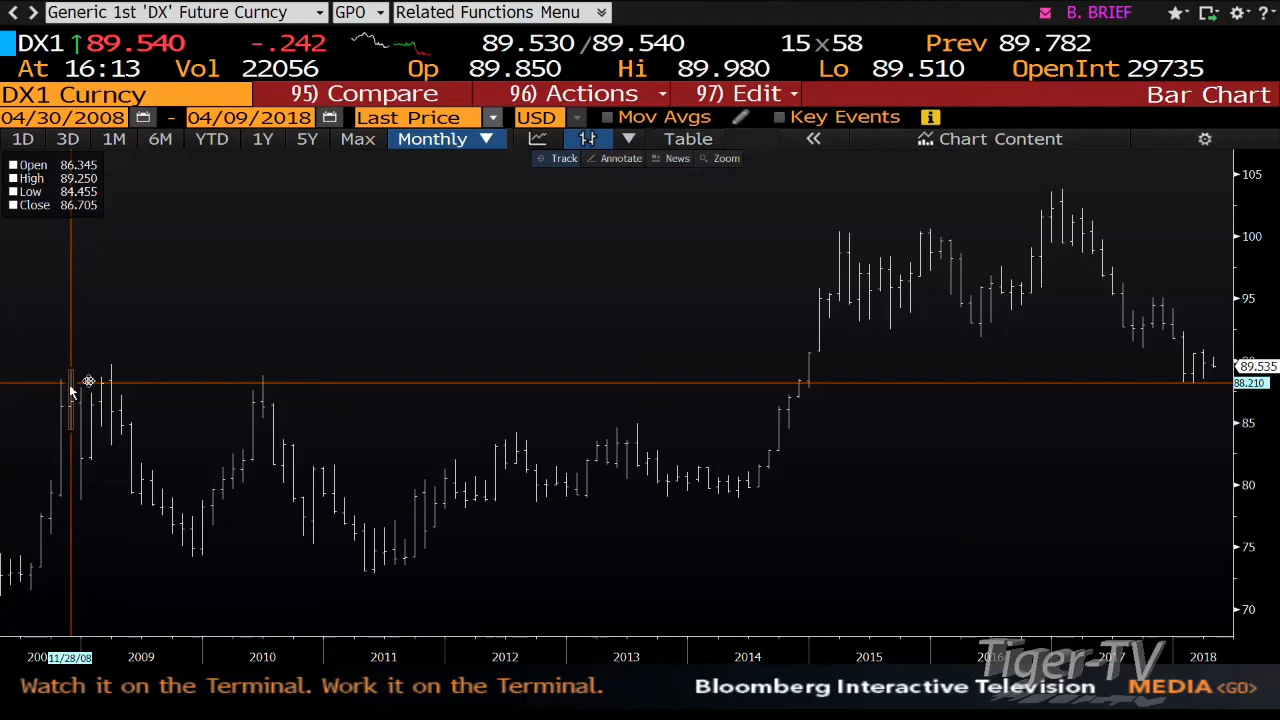 Generic 1st 'DX' Future Curncy GPO Related Functions Menu B. BRIEF
DX1 ↑89.540 -.242 89.530/89.540 15x58 Prev 89.782
At 16:13 Vol 22056 Op 89.850 Hi 89.980 Lo 89.510 OpenInt 29735
DX1 Curncy 95) Compare 96) Actions 97) Edit Bar Chart
04/30/2008 - 04/09/2018 Last Price USD Mov Avgs Key Events
1D 3D 1M 6M YTD 1Y 5Y Max Monthly ▼ Table « Chart Content
Track Annotate News Zoom
Open 86.345
High 89.250
Low 84.455
Close 86.705
105
100
95
89.535
88.210
85
80
75
70
11/28/08 2009 2010 2011 2012 2013 2014 2015 2016 2017 2018
Tiger-TV
Watch it on the Terminal. Work it on the Terminal. Bloomberg Interactive Television MEDIA <GO>